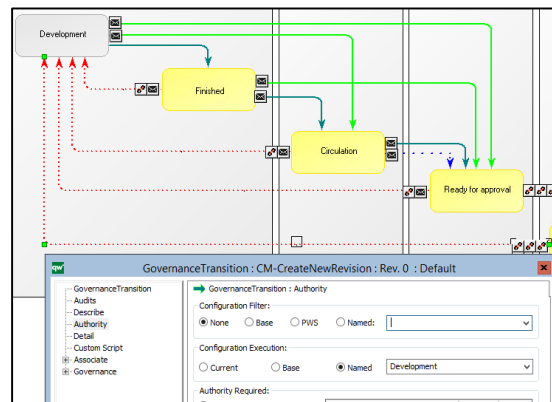 Development
Finished
Circulation
Ready for approval
qw
GovernanceTransition : CM-CreateNewRevision : Rev. 0 : Default
x
GovernanceTransition
Audits
Describe
Authority
Detail
Custom Script
Associate
Governance
GovernanceTransition : Authority
Configuration Filter:
None Base PWS Named:
Configuration Execution:
Current Base Named Development
Authority Required: